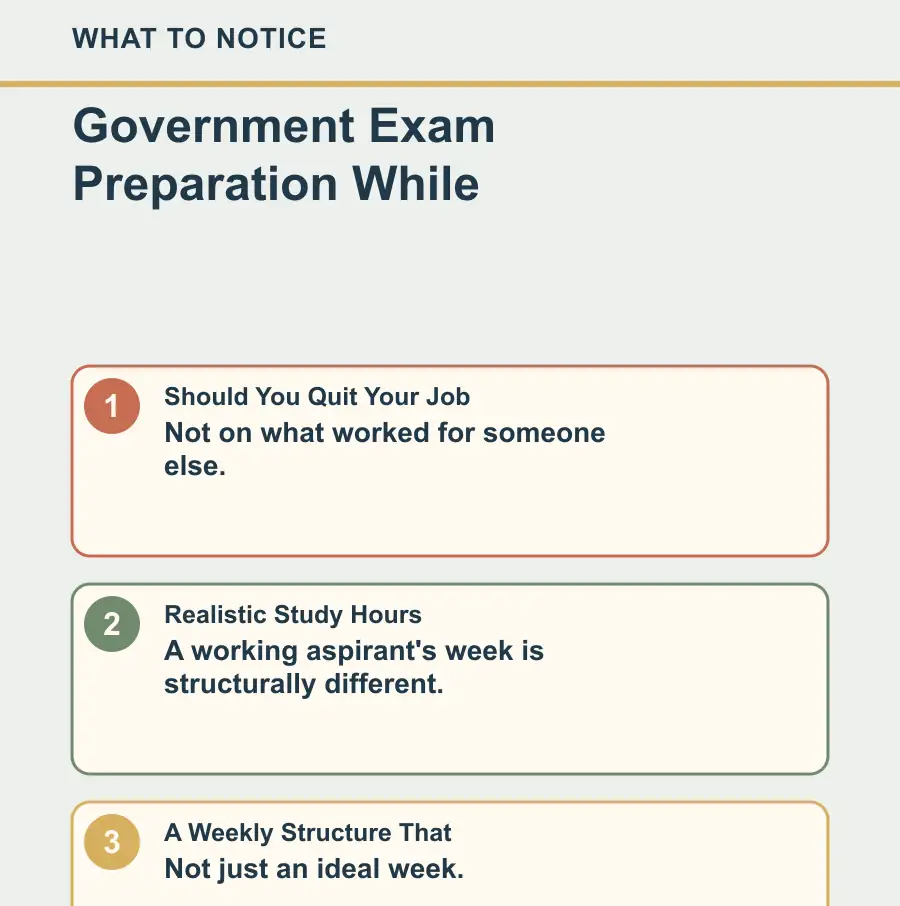 WHAT TO NOTICE
Government Exam
Preparation While
1
Should You Quit Your Job
Not on what worked for someone
else.
2
Realistic Study Hours
A working aspirant's week is
structurally different.
3
A Weekly Structure That
Not just an ideal week.